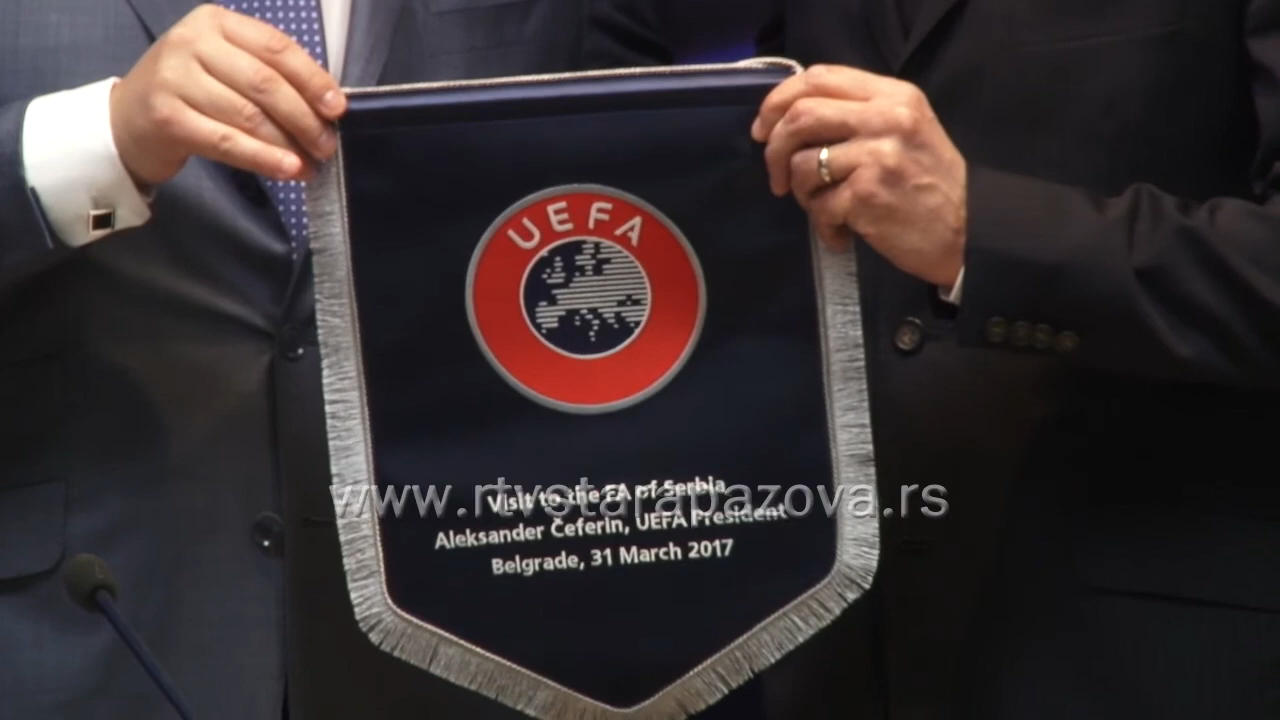 UEFA
Visit to the FA of Serbia
www.rtvstarapazova.rs
Aleksander Čeferin, UEFA President
Belgrade, 31 March 2017